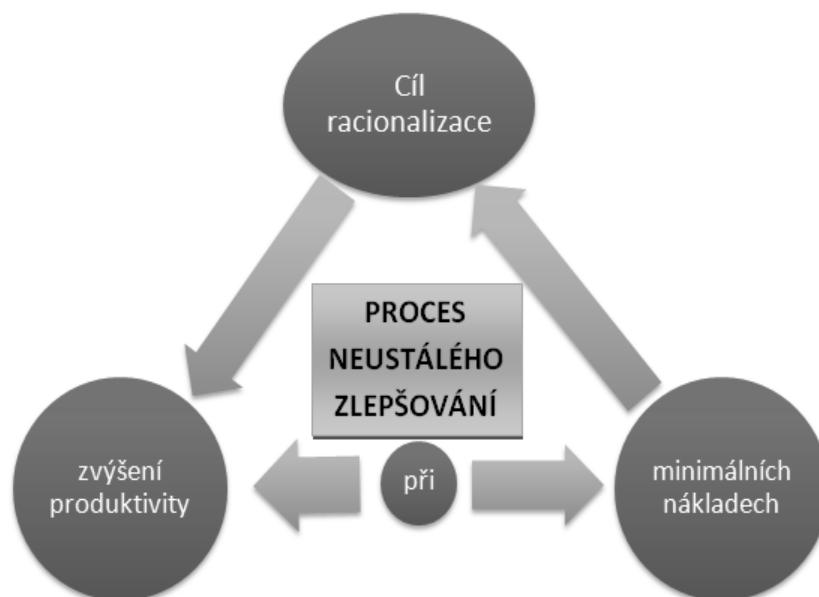 Cíl
racionalizace
PROCES
NEUSTÁLÉHO
ZLEPŠOVÁNÍ
zvýšení
produktivity
při
minimálních
nákladech